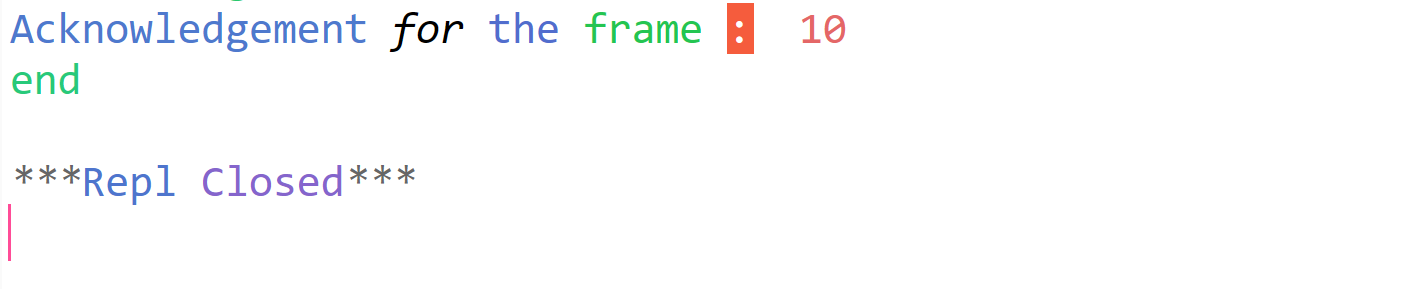 Acknowledgement for the frame :  10
end
***Repl Closed***